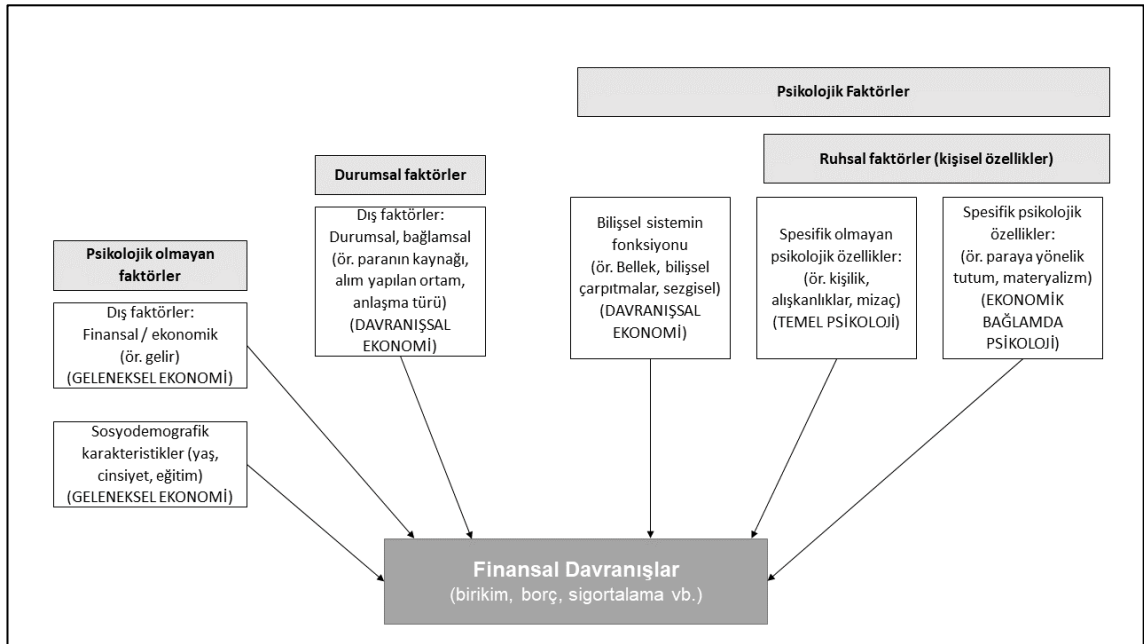 Psikolojik Faktörler
Ruhsal faktörler (kişisel özellikler)
Durumsal faktörler
Psikolojik olmayan
faktörler
Dış faktörler:
Finansal / ekonomik
(ör. gelir)
(GELENEKSEL EKONOMİ)
Sosyodemografik
karakteristikler (yaş,
cinsiyet, eğitim)
(GELENEKSEL EKONOMİ)
Dış faktörler:
Durumsal, bağlamsal
(ör. paranın kaynağı,
alım yapılan ortam,
anlaşma türü)
(DAVRANIŞSAL
EKONOMİ)
Bilişsel sistemin
fonksiyonu
(ör. Bellek, bilişsel
çarpıtmalar, sezgisel)
(DAVRANIŞSAL
EKONOMİ)
Spesifik olmayan
psikolojik özellikler:
(ör. kişilik,
alışkanlıklar, mizaç)
(TEMEL PSİKOLOJİ)
Spesifik psikolojik
özellikler:
(ör. paraya yönelik
tutum, materyalizm)
(EKONOMİK
BAĞLAMDA
PSİKOLOJİ)
Finansal Davranışlar
(birikim, borç, sigortalama vb.)